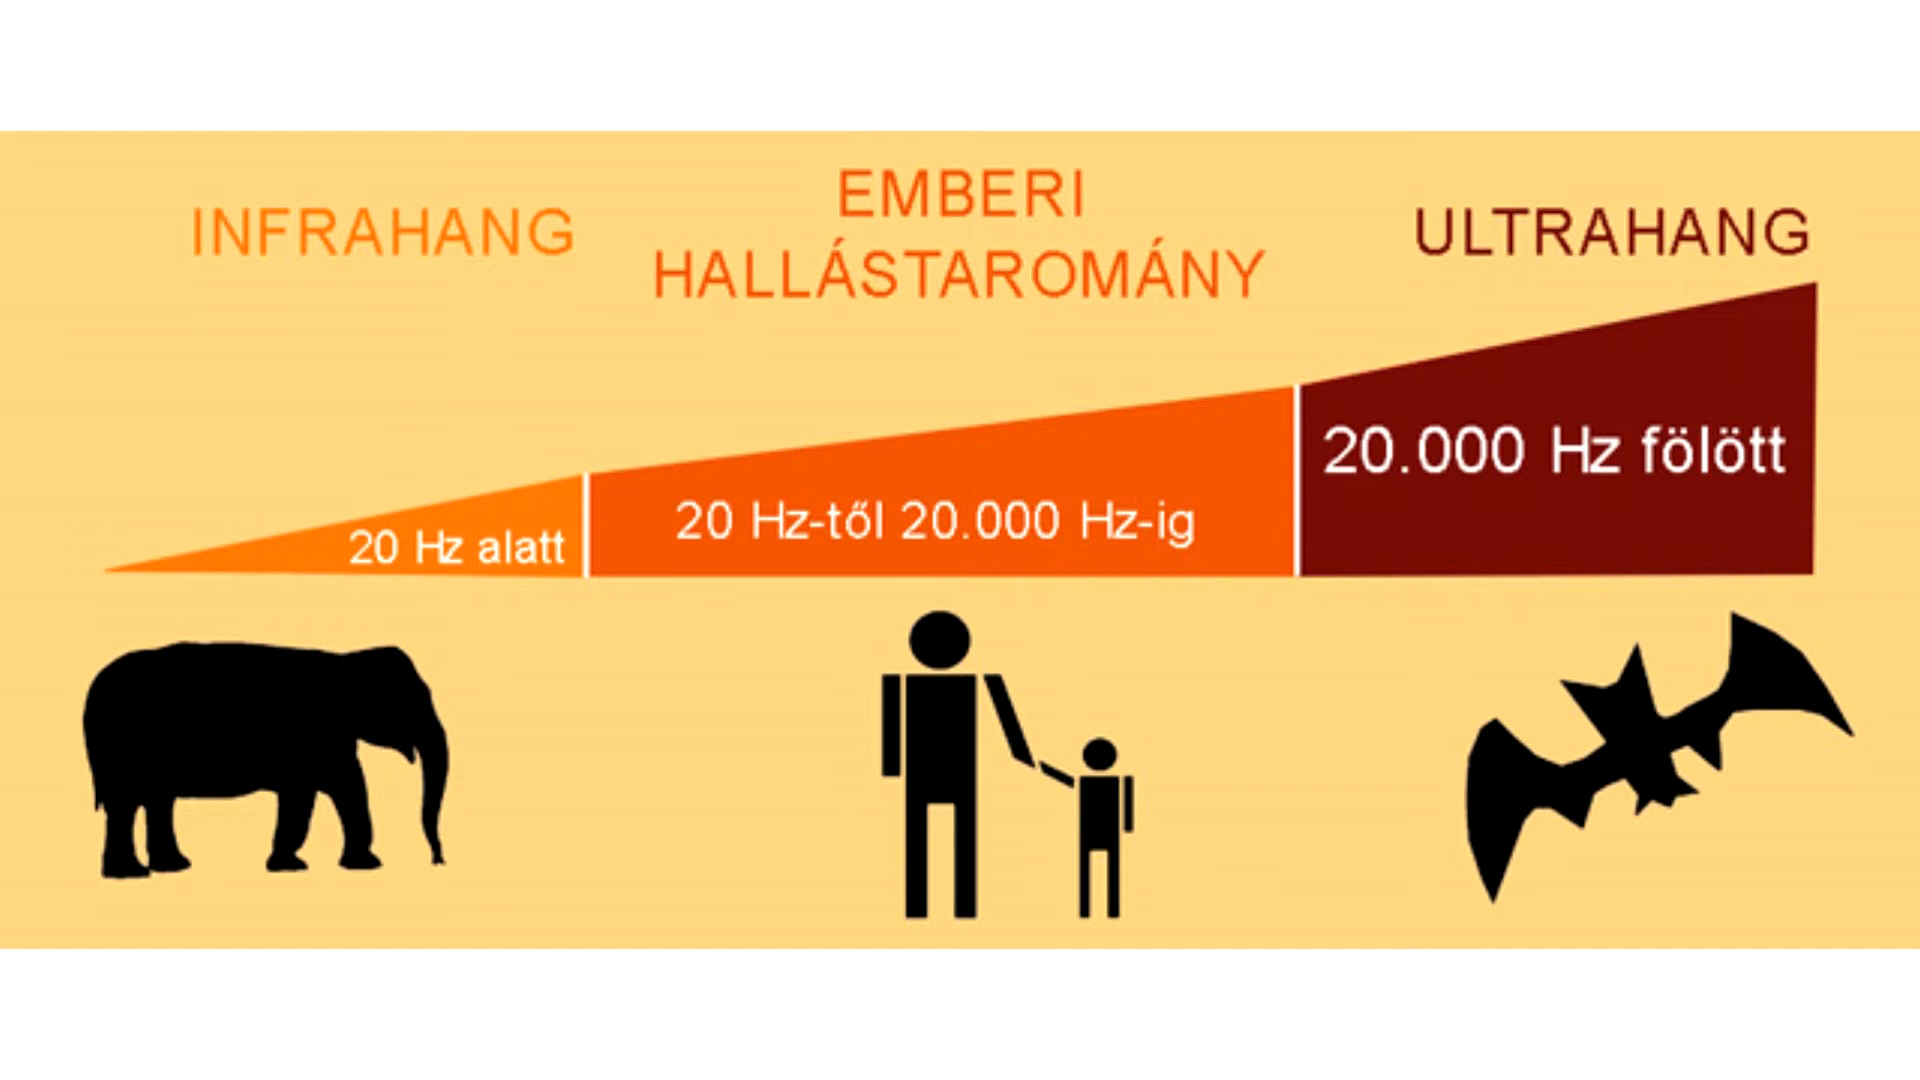 INFRAHANG
EMBERI
HALLÁSTAROMÁNY
ULTRAHANG
20 Hz alatt
20 Hz-től 20.000 Hz-ig
20.000 Hz fölött